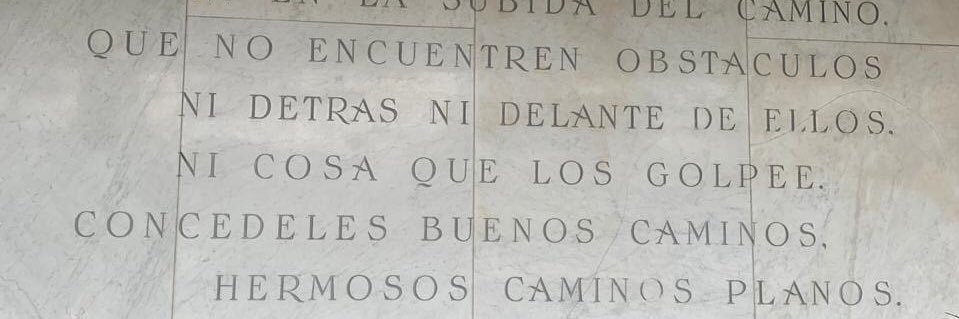 EN LA SUBIDA DEL CAMINO.
QUE NO ENCUENTREN OBSTACULOS
NI DETRAS NI DELANTE DE ELLOS.
NI COSA QUE LOS GOLPEE.
CONCEDELES BUENOS CAMINOS,
HERMOSOS CAMINOS PLANOS.